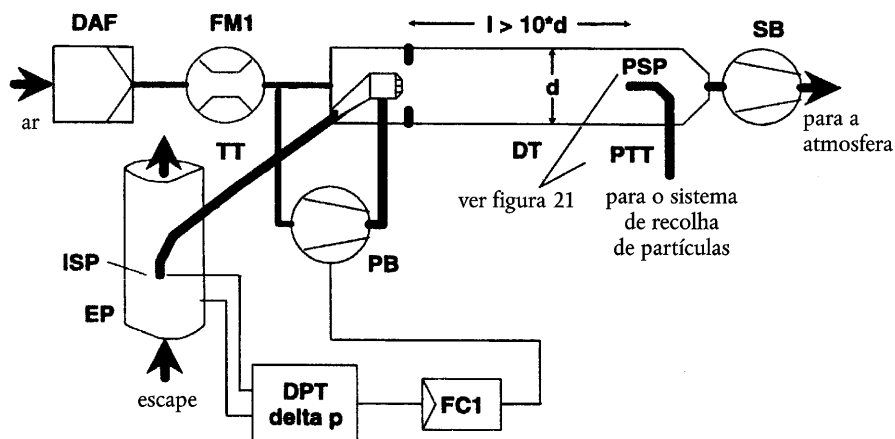 DAF
FM1
l > 10*d
SB
PSP
d
ar
TT
DT
PTT
para a
atmosfera
ver figura 21
para o sistema
de recolha
de partículas
ISP
PB
EP
escape
DPT
delta p
FC1